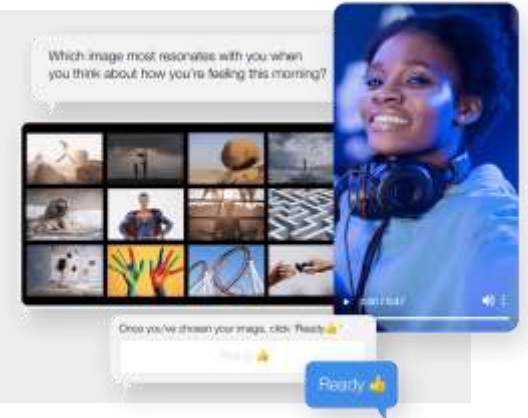 Which image most resonates with you when
you think about how you're feeling this morning?
Once you've chosen your image, click 'Ready👍'
Ready 👍